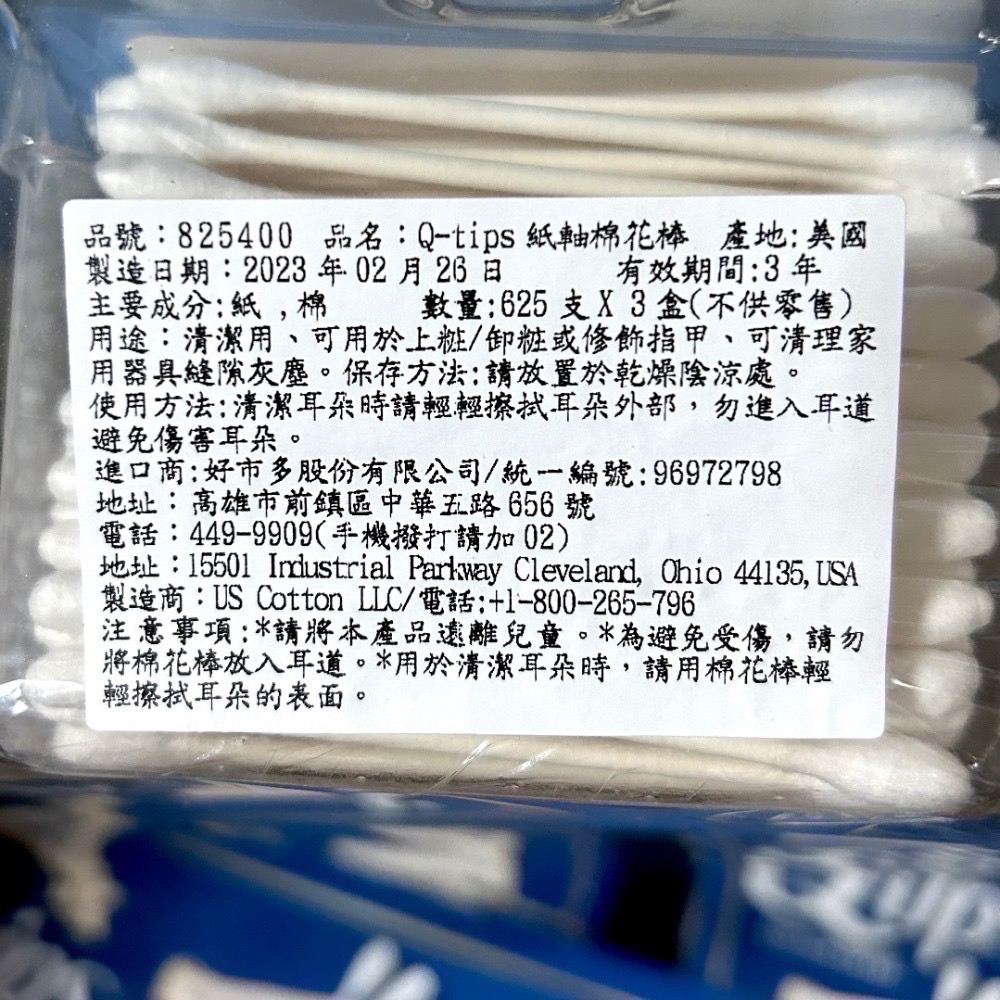 品號：825400 品名：Q-tips 紙軸棉花棒 產地：美國
製造日期：2023 年 02 月 26 日 有效期間:3 年
主要成分:紙 ,棉 數量:625 支 X 3 盒(不供零售)
用途：清潔用、可用於上粧/卸粧或修飾指甲、可清理家
用器具縫隙灰塵。保存方法:請放置於乾燥陰涼處。
使用方法:清潔耳朵時請輕輕擦拭耳朵外部，勿進入耳道
避免傷害耳朵。
進口商:好市多股份有限公司/統一編號:96972798
地址：高雄市前鎮區中華五路 656 號
電話：449-9909(手機撥打請加 02)
地址：15501 Industrial Parkway Cleveland, Ohio 44135,USA
製造商：US Cotton LLC/電話:+1-800-265-796
注意事項:*請將本產品遠離兒童。*為避免受傷，請勿
將棉花棒放入耳道。*用於清潔耳朵時，請用棉花棒輕
輕擦拭耳朵的表面。